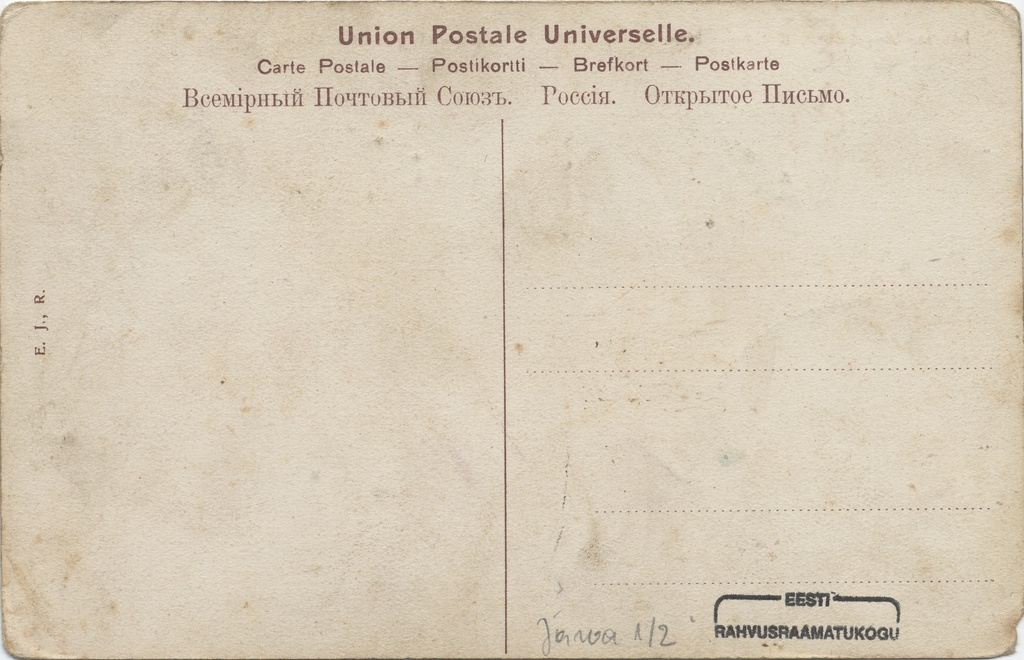 Union Postale Universelle.
Carte Postale — Postikortti — Brefkort — Postkarte
Всемірный Почтовый Союзъ. Россія. Открытое Письмо.
E. J., R.
Järva 1/2
EESTI
RAHVUSRAAMATUKOGU